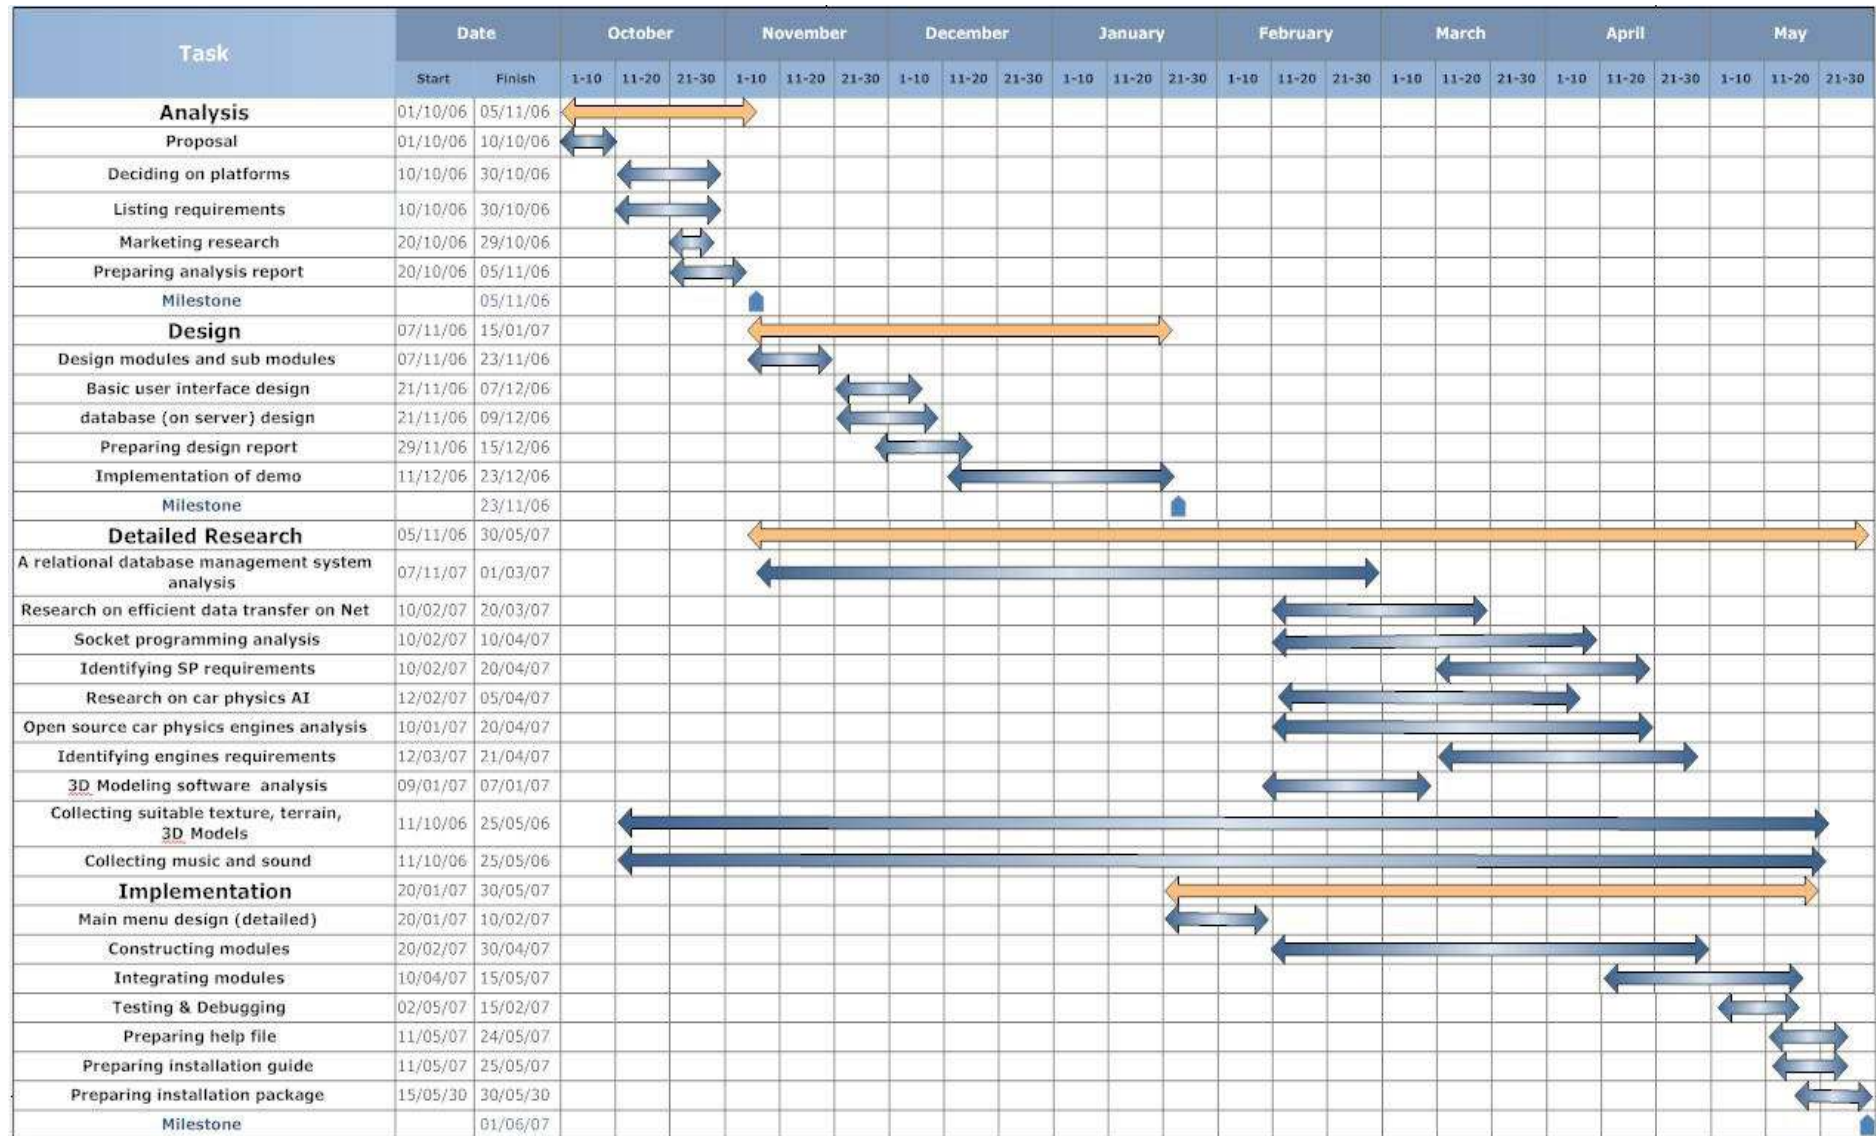 Task Date October November December January February March April May
Start Finish 1-10 11-20 21-30 1-10 11-20 21-30 1-10 11-20 21-30 1-10 11-20 21-30 1-10 11-20 21-30 1-10 11-20 21-30 1-10 11-20 21-30 1-10 11-20 21-30
Analysis 01/10/06 05/11/06
Proposal 01/10/06 10/10/06
Deciding on platforms 10/10/06 30/10/06
Listing requirements 10/10/06 30/10/06
Marketing research 20/10/06 29/10/06
Preparing analysis report 20/10/06 05/11/06
Milestone 05/11/06
Design 07/11/06 15/01/07
Design modules and sub modules 07/11/06 23/11/06
Basic user interface design 21/11/06 07/12/06
database (on server) design 21/11/06 09/12/06
Preparing design report 29/11/06 15/12/06
Implementation of demo 11/12/06 23/12/06
Milestone 23/11/06
Detailed Research 05/11/06 30/05/07
A relational database management system
analysis 07/11/07 01/03/07
Research on efficient data transfer on Net 10/02/07 20/03/07
Socket programming analysis 10/02/07 10/04/07
Identifying SP requirements 10/02/07 20/04/07
Research on car physics AI 12/02/07 05/04/07
Open source car physics engines analysis 10/01/07 20/04/07
Identifying engines requirements 12/03/07 21/04/07
3D Modeling software analysis 09/01/07 07/01/07
Collecting suitable texture, terrain,
3D Models 11/10/06 25/05/06
Collecting music and sound 11/10/06 25/05/06
Implementation 20/01/07 30/05/07
Main menu design (detailed) 20/01/07 10/02/07
Constructing modules 20/02/07 30/04/07
Integrating modules 10/04/07 15/05/07
Testing & Debugging 02/05/07 15/02/07
Preparing help file 11/05/07 24/05/07
Preparing installation guide 11/05/07 25/05/07
Preparing installation package 15/05/30 30/05/30
Milestone 01/06/07